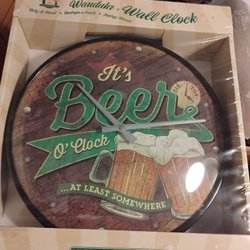 Wanduhr · Wall Clock
It's
Beer
O'Clock
...AT LEAST SOMEWHERE